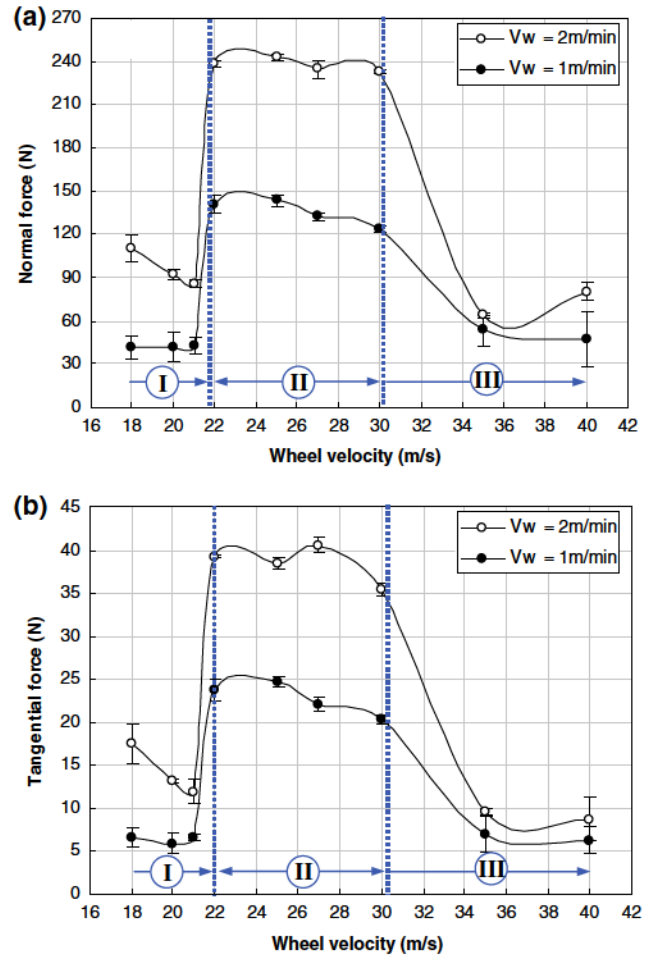 (a)
270
240
210
180
150
120
90
60
30
0
Normal force (N)
Vw = 2m/min
Vw = 1m/min
I
II
III
16 18 20 22 24 26 28 30 32 34 36 38 40 42
Wheel velocity (m/s)
(b)
45
40
35
30
25
20
15
10
5
0
Tangential force (N)
Vw = 2m/min
Vw = 1m/min
I
II
III
16 18 20 22 24 26 28 30 32 34 36 38 40 42
Wheel velocity (m/s)